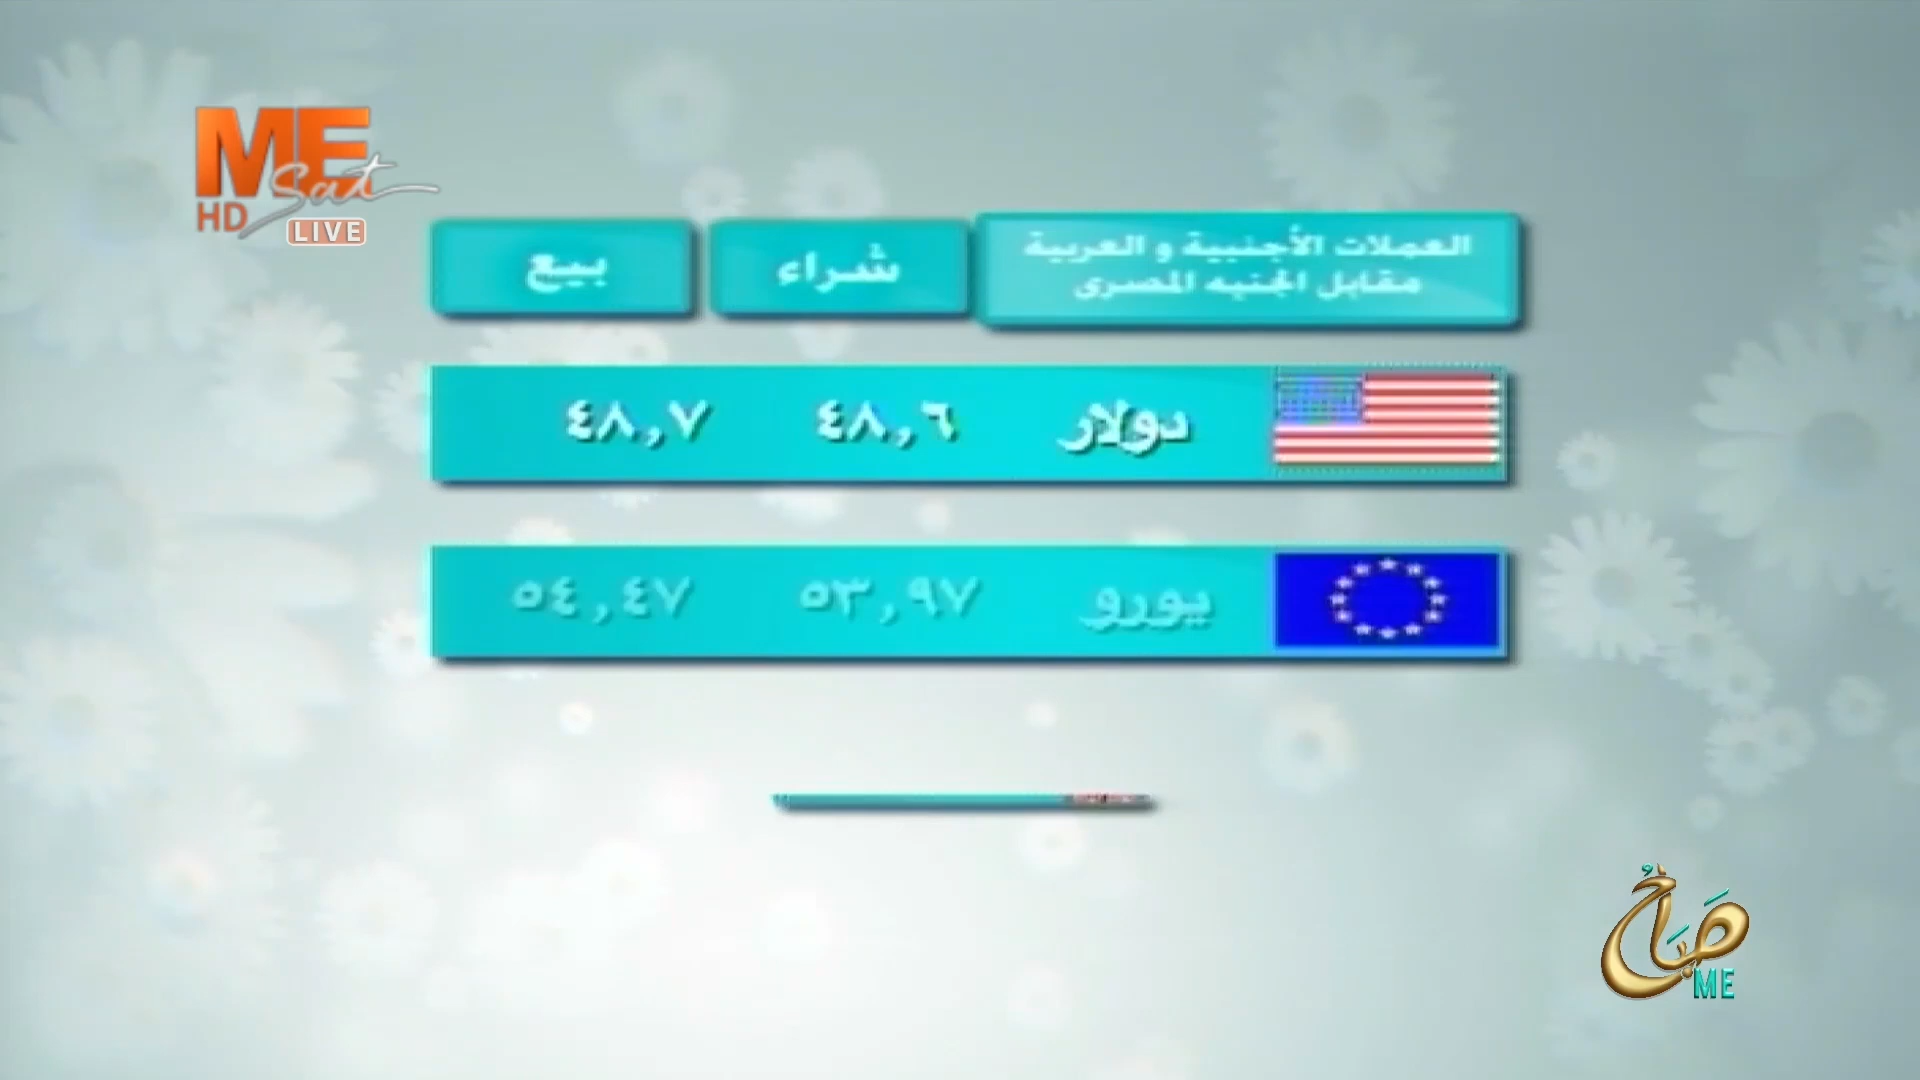 ME
Sat
HD
LIVE
العملات الأجنبية و العربية
مقابل الجنيه المصرى
شراء
بيع
دولار
٤٨,٦
٤٨,٧
يورو
٥٣,٩٧
٥٤,٤٧
صَبَاحُ
ME